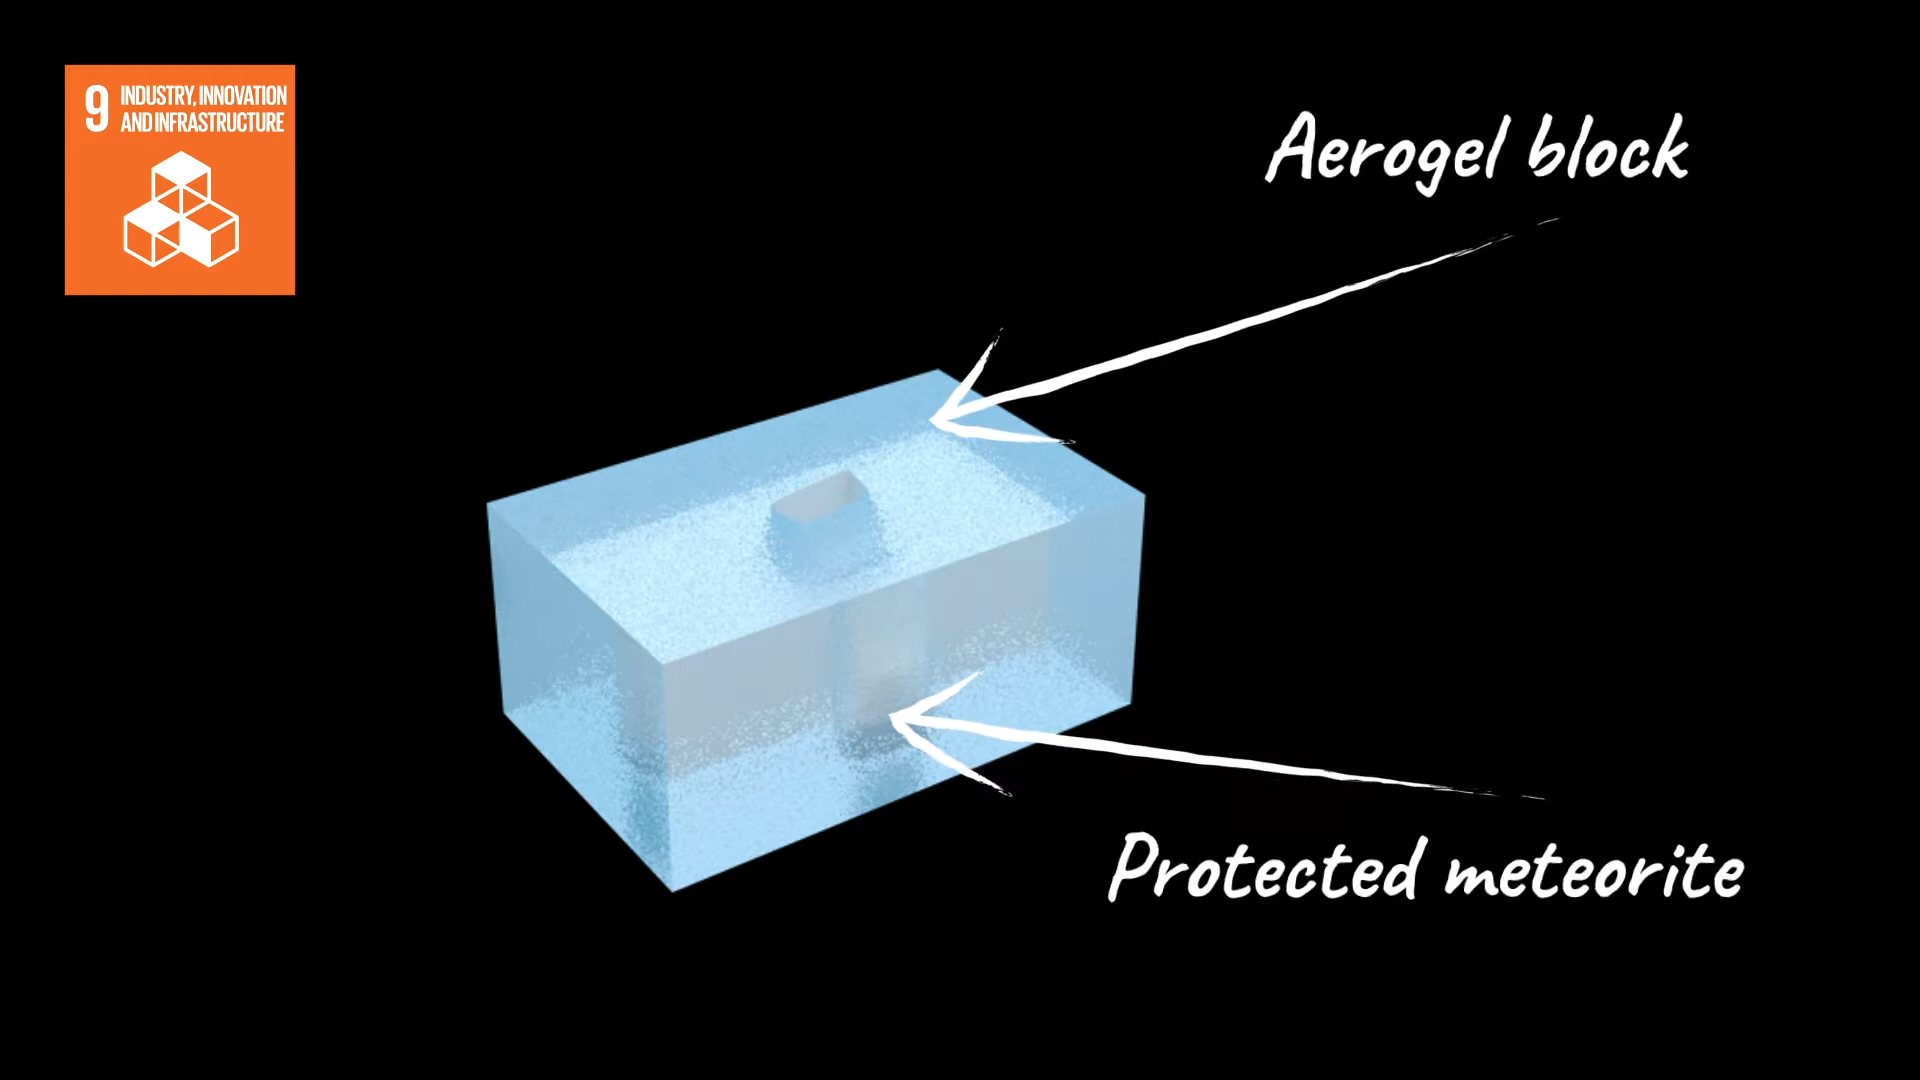 9
INDUSTRY, INNOVATION
AND INFRASTRUCTURE
Aerogel block
Protected meteorite